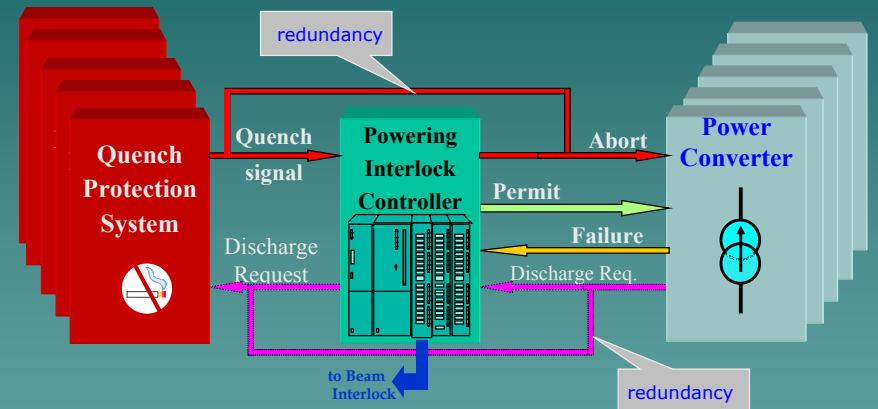 redundancy
Quench
Protection
System
Quench
signal
Powering
Interlock
Controller
Abort
Permit
Failure
Power
Converter
Discharge
Request
Discharge Req.
to Beam
Interlock
redundancy